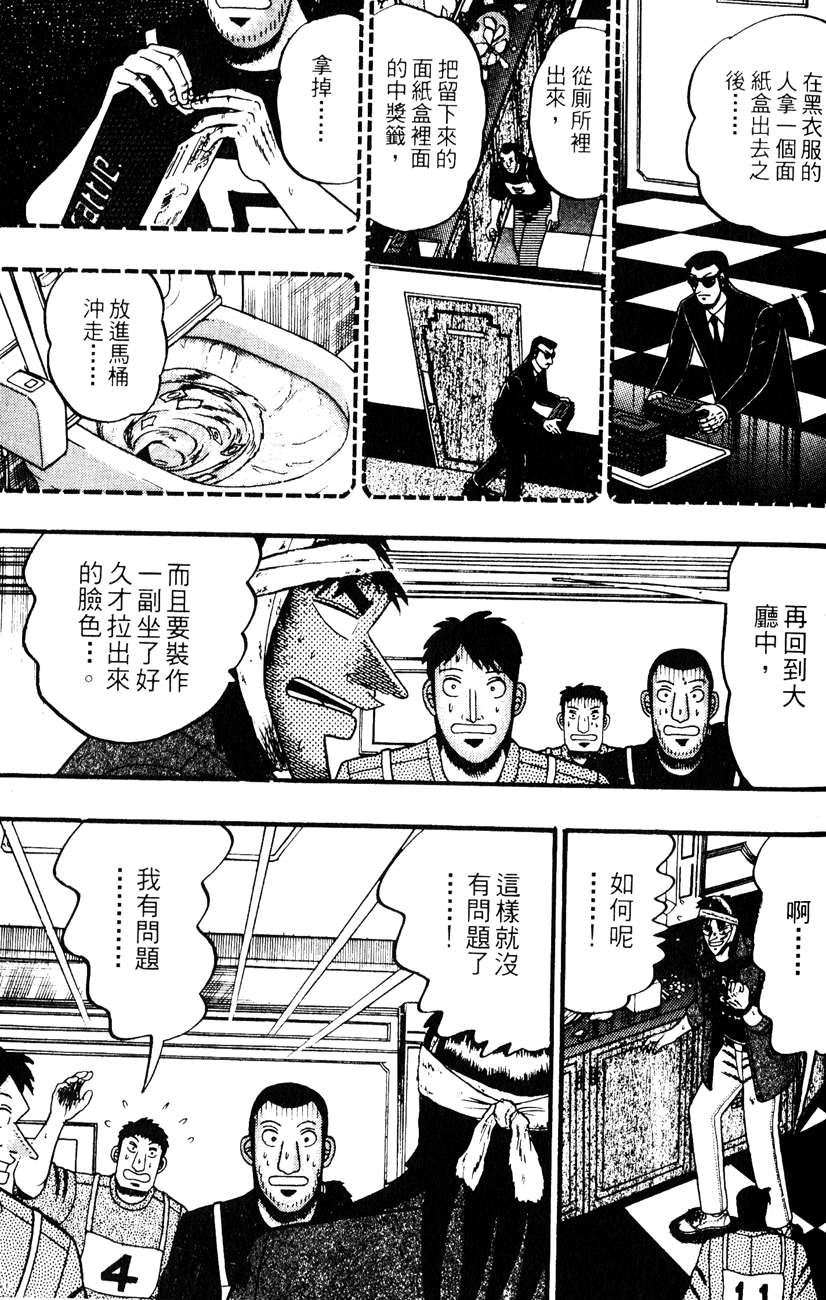 在黑衣服的
人拿一個面
紙盒出去之
後……
從廁所裡
出來，
把留下來的
面紙盒裡面
的中獎籤，
拿掉……
attle.
放進馬桶
沖走……
再回到大
廳中，
而且要裝作
一副坐了好
久才拉出來
的臉色…。
啊……
如何呢
……！
11
這樣就沒
有問題了
……！
我有問題
……
4